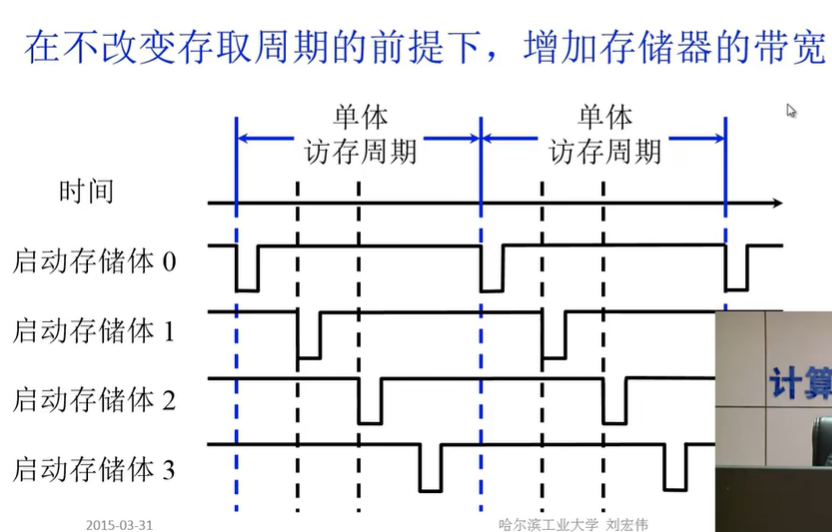 在不改变存取周期的前提下，增加存储器的带宽
单体
访存周期
单体
访存周期
时间
启动存储体 0
启动存储体 1
启动存储体 2
启动存储体 3
计算
2015-03-31
哈尔滨工业大学 刘宏伟